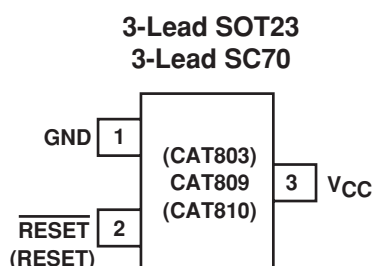 3-Lead SOT23
3-Lead SC70
GND 1
(CAT803)
CAT809
(CAT810)
3 VCC
RESET 2
(RESET)